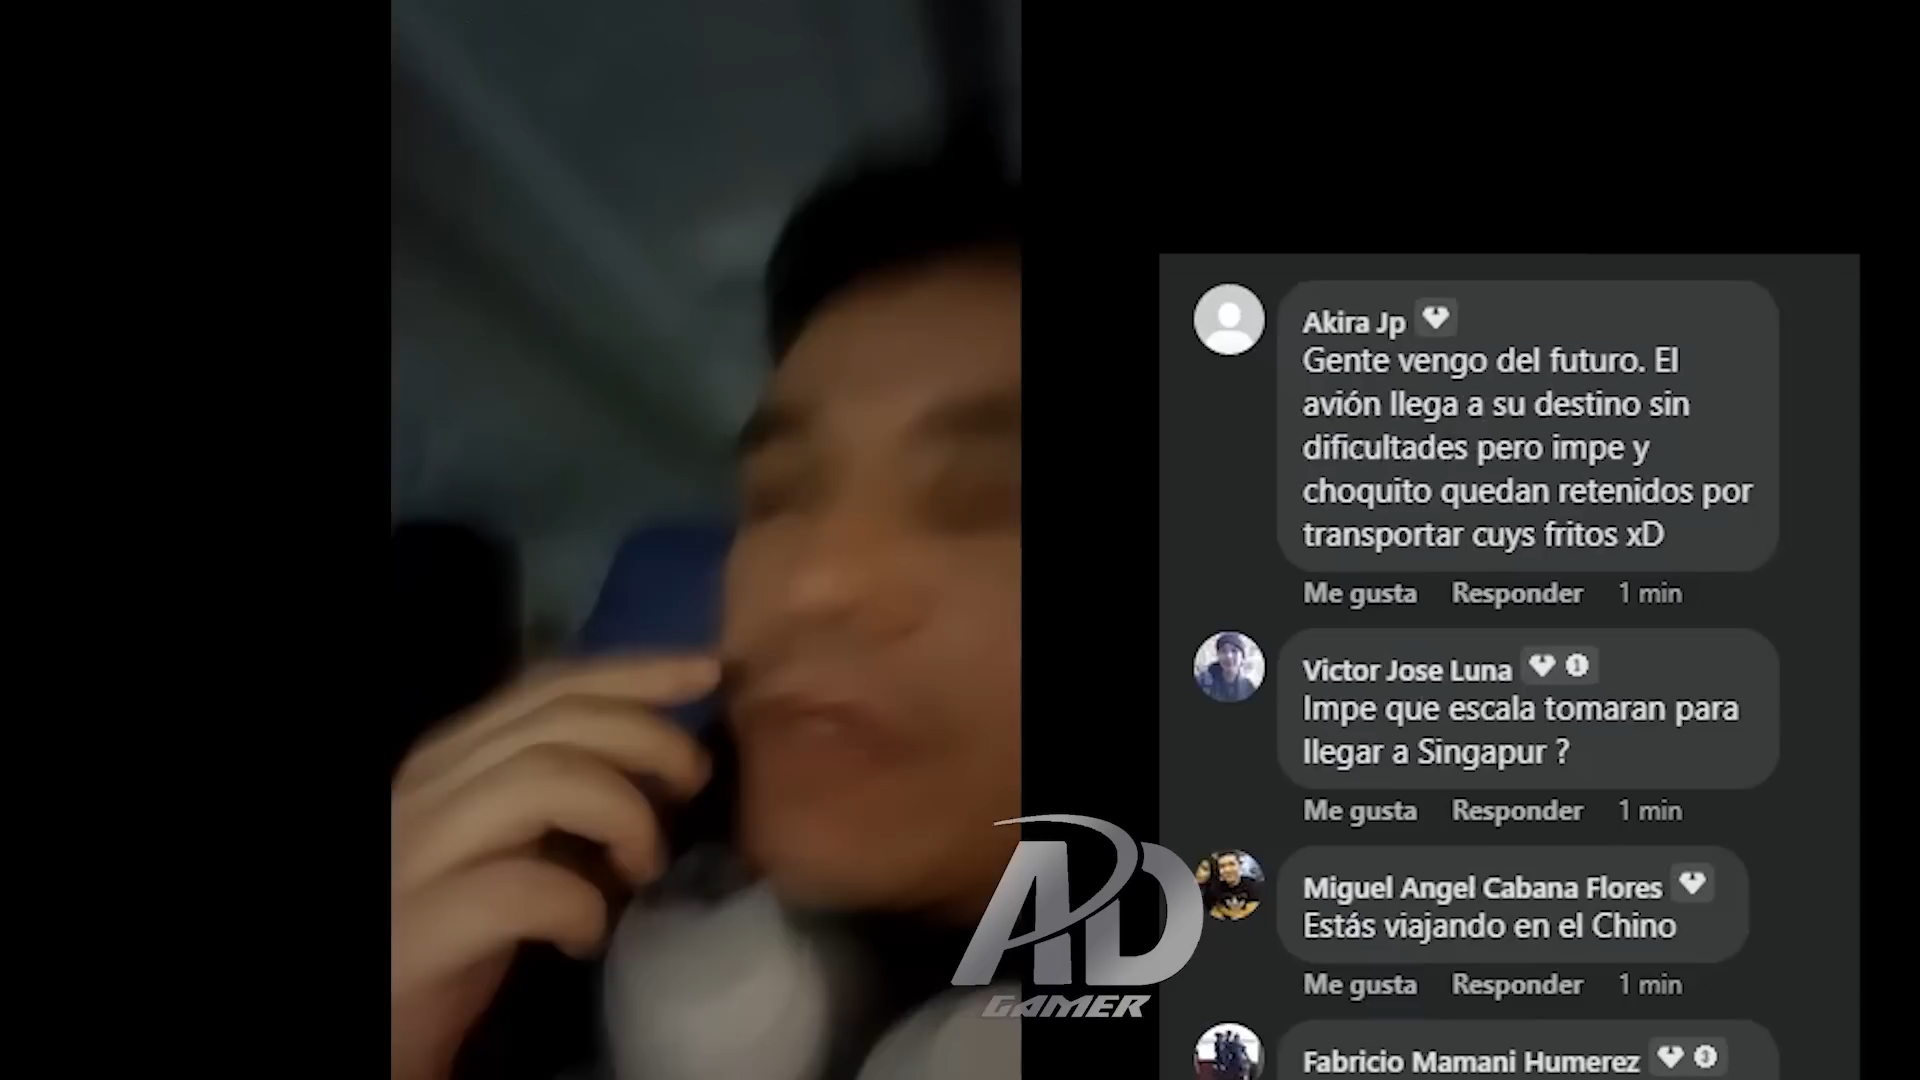 Akira Jp
Gente vengo del futuro. El
avión llega a su destino sin
dificultades pero impe y
choquito quedan retenidos por
transportar cuys fritos xD
Me gusta Responder 1 min
Victor Jose Luna
Impe que escala tomaran para
llegar a Singapur ?
Me gusta Responder 1 min
Miguel Angel Cabana Flores
Estás viajando en el Chino
Me gusta Responder 1 min
Fabricio Mamani Humerez
AD
GAMER